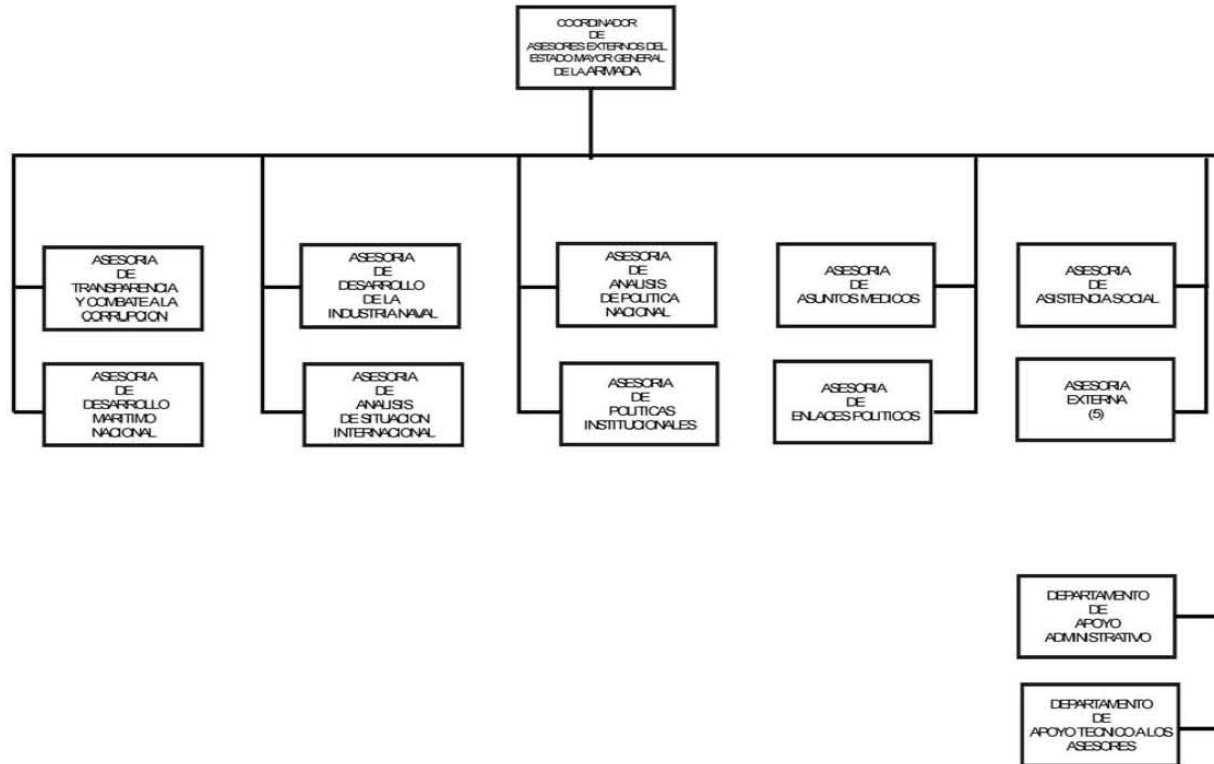 COORDINADOR
DE
ASESORES EXTERNOS DEL
ESTADO MAYOR GENERAL
DE LA ARMADA
ASESORIA
DE
TRANSPARENCIA
Y COMBATE A LA
CORRUPCION
ASESORIA
DE
DESARROLLO
DE LA
INDUSTRIA NAVAL
ASESORIA
DE
ANALISIS
DE POLITICA
NACIONAL
ASESORIA
DE
ASUNTOS MEDICOS
ASESORIA
DE
ASISTENCIA SOCIAL
ASESORIA
DE
DESARROLLO
MARITIMO
NACIONAL
ASESORIA
DE
ANALISIS
DE SITUACION
INTERNACIONAL
ASESORIA
DE
POLITICAS
INSTITUCIONALES
ASESORIA
DE
ENLACES POLITICOS
ASESORIA
EXTERNA
(5)
DEPARTAMENTO
DE
APOYO
ADMINISTRATIVO
DEPARTAMENTO
DE
APOYO TECNICO A LOS
ASESORES